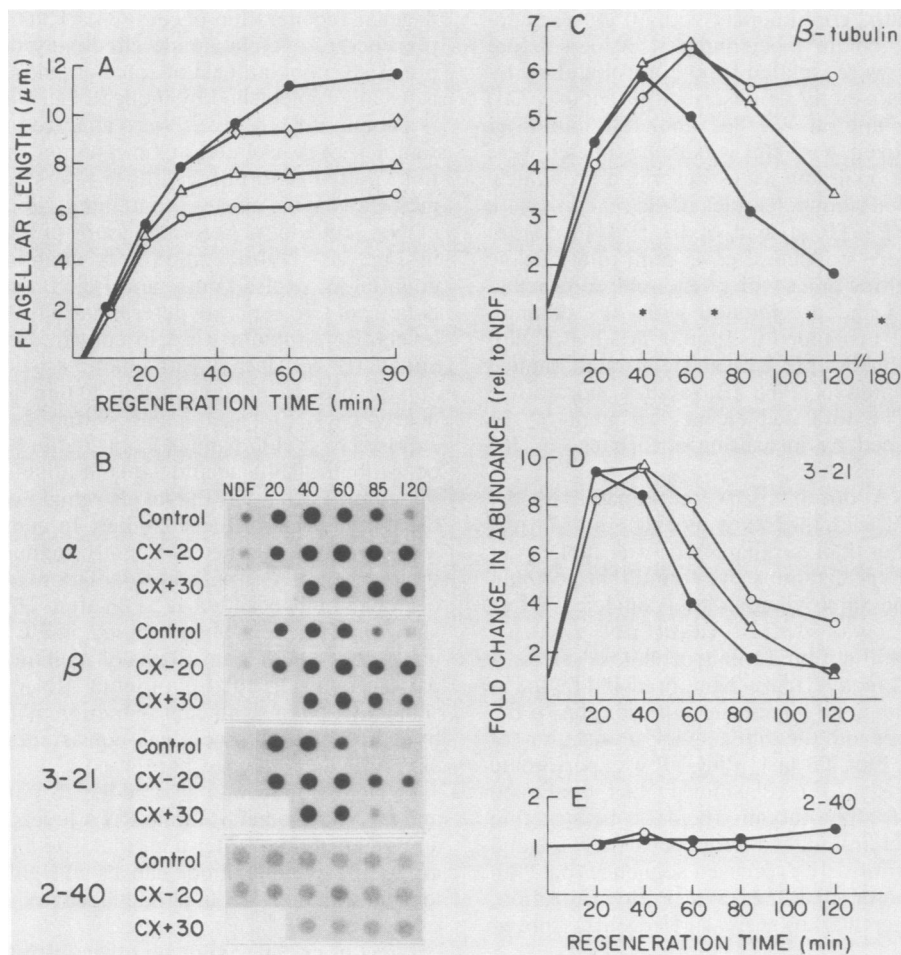 A
12
10
8
6
4
2
FLAGELLAR LENGTH (μm)
20
40
60
90
REGENERATION TIME (min)
B
NDF 20 40 60 85 120
α
Control
CX-20
CX+30
β
Control
CX-20
CX+30
3-21
Control
CX-20
CX+30
2-40
Control
CX-20
CX+30
FOLD CHANGE IN ABUNDANCE (rel. to NDF)
C
β-tubulin
7
6
5
4
3
2
1
*
*
*
20 40 60 80 100 120 180
D
3-21
10
8
6
4
2
20 40 60 80 100 120
E
2-40
2
1
20 40 60 80 100 120
REGENERATION TIME (min)